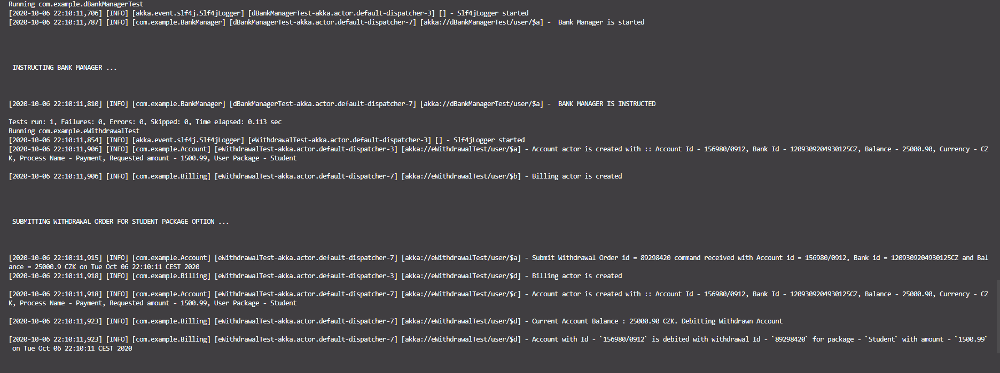 Running com.example.dBankManagerTest
[2020-10-06 22:10:11,706] [INFO] [akka.event.slf4j.Slf4jLogger] [dBankManagerTest-akka.actor.default-dispatcher-3] [] - Slf4jLogger started
[2020-10-06 22:10:11,787] [INFO] [com.example.BankManager] [dBankManagerTest-akka.actor.default-dispatcher-7] [akka://dBankManagerTest/user/$a] -  Bank Manager is started
INSTRUCTING BANK MANAGER ...
[2020-10-06 22:10:11,810] [INFO] [com.example.BankManager] [dBankManagerTest-akka.actor.default-dispatcher-7] [akka://dBankManagerTest/user/$a] -  BANK MANAGER IS INSTRUCTED
Tests run: 1, Failures: 0, Errors: 0, Skipped: 0, Time elapsed: 0.113 sec
Running com.example.eWithdrawalTest
[2020-10-06 22:10:11,854] [INFO] [akka.event.slf4j.Slf4jLogger] [eWithdrawalTest-akka.actor.default-dispatcher-3] [] - Slf4jLogger started
[2020-10-06 22:10:11,906] [INFO] [com.example.Account] [eWithdrawalTest-akka.actor.default-dispatcher-3] [akka://eWithdrawalTest/user/$a] - Account actor is created with :: Account Id - 156980/0912, Bank Id - 1209309204930125CZ, Balance - 25000.90, Currency - CZ
K, Process Name - Payment, Requested amount - 1500.99, User Package - Student
[2020-10-06 22:10:11,906] [INFO] [com.example.Billing] [eWithdrawalTest-akka.actor.default-dispatcher-7] [akka://eWithdrawalTest/user/$b] - Billing actor is created
SUBMITTING WITHDRAWAL ORDER FOR STUDENT PACKAGE OPTION ...
[2020-10-06 22:10:11,915] [INFO] [com.example.Account] [eWithdrawalTest-akka.actor.default-dispatcher-7] [akka://eWithdrawalTest/user/$a] - Submit Withdrawal Order id = 89298420 command received with Account id = 156980/0912, Bank id = 1209309204930125CZ and Bal
ance = 25000.9 CZK on Tue Oct 06 22:10:11 CEST 2020
[2020-10-06 22:10:11,918] [INFO] [com.example.Billing] [eWithdrawalTest-akka.actor.default-dispatcher-3] [akka://eWithdrawalTest/user/$d] - Billing actor is created
[2020-10-06 22:10:11,918] [INFO] [com.example.Account] [eWithdrawalTest-akka.actor.default-dispatcher-7] [akka://eWithdrawalTest/user/$c] - Account actor is created with :: Account Id - 156980/0912, Bank Id - 1209309204930125CZ, Balance - 25000.90, Currency - CZ
K, Process Name - Payment, Requested amount - 1500.99, User Package - Student
[2020-10-06 22:10:11,923] [INFO] [com.example.Billing] [eWithdrawalTest-akka.actor.default-dispatcher-7] [akka://eWithdrawalTest/user/$d] - Current Account Balance : 25000.90 CZK. Debitting Withdrawn Account
[2020-10-06 22:10:11,923] [INFO] [com.example.Billing] [eWithdrawalTest-akka.actor.default-dispatcher-7] [akka://eWithdrawalTest/user/$d] - Account with Id - `156980/0912` is debited with withdrawal Id - `89298420` for package - `Student` with amount - `1500.99`
on Tue Oct 06 22:10:11 CEST 2020